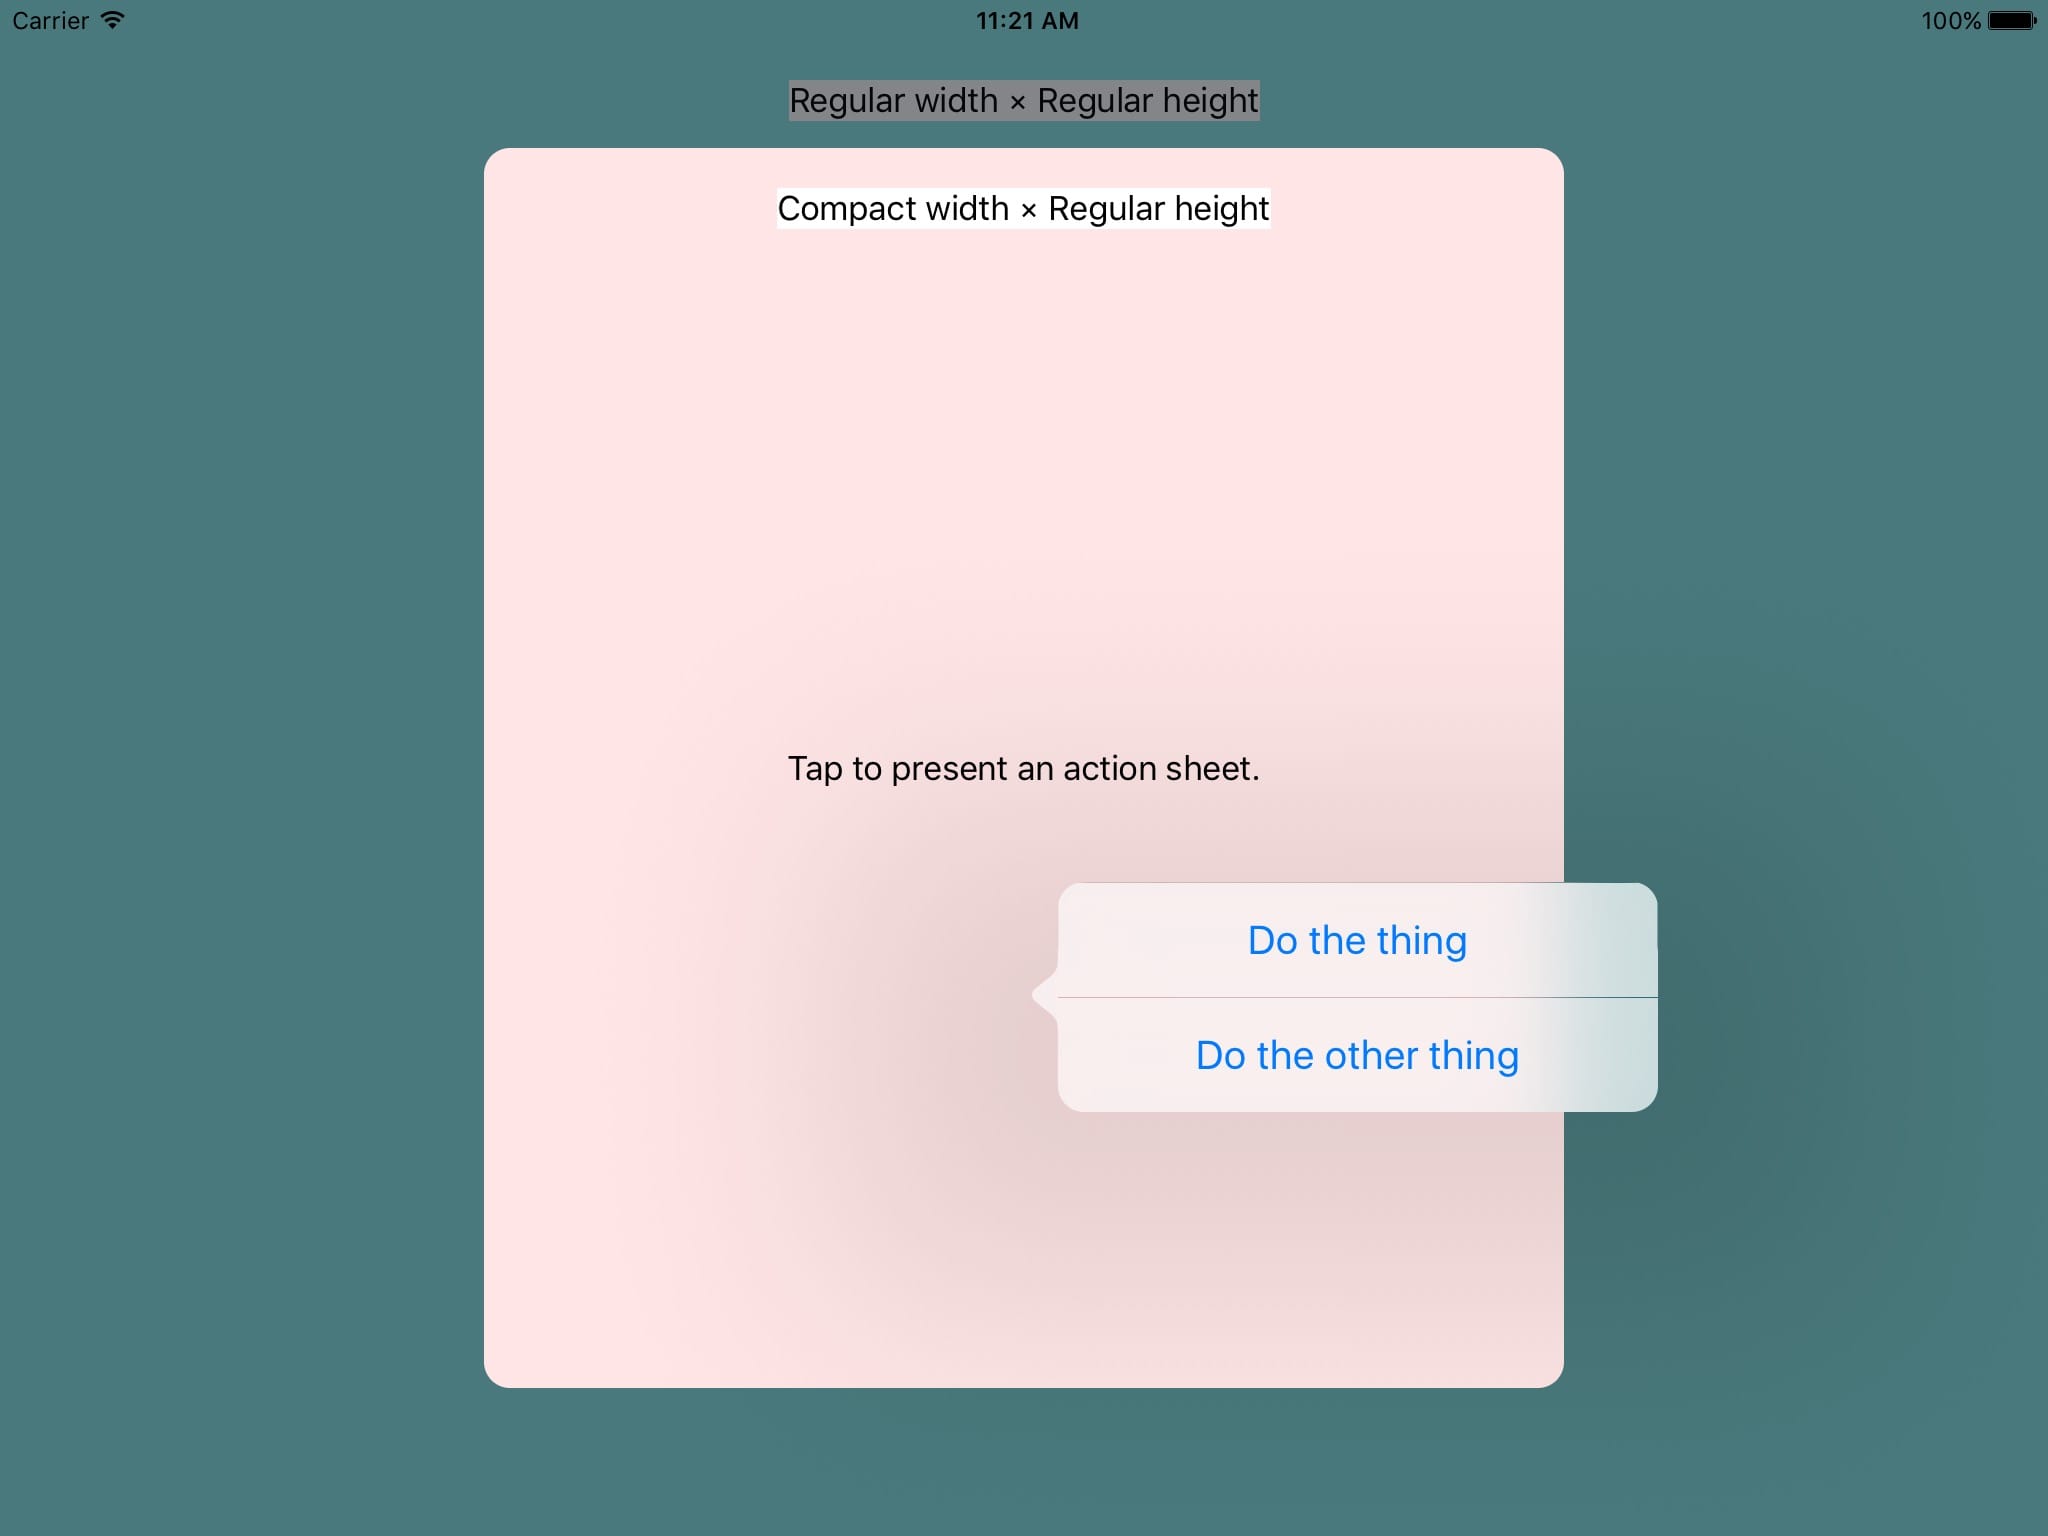 Carrier
11:21 AM
100%
Regular width × Regular height
Compact width × Regular height
Tap to present an action sheet.
Do the thing
Do the other thing